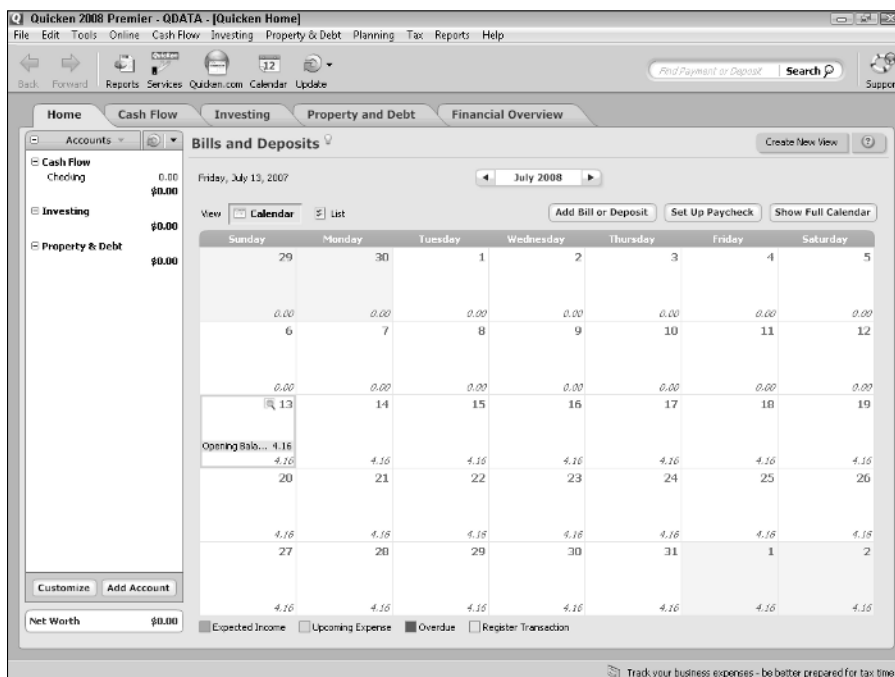 Quicken 2008 Premier - QDATA - [Quicken Home]
File Edit Tools Online Cash Flow Investing Property & Debt Planning Tax Reports Help
12
Back Forward Reports Services Quicken.com Calendar Update
Find Payment or Deposit Search Suppor
Home Cash Flow Investing Property and Debt Financial Overview
Accounts
Bills and Deposits
Create New View ?
Cash Flow
Checking 0.00
$0.00
Investing
$0.00
Property & Debt
$0.00
Customize Add Account
Net Worth $0.00
Friday, July 13, 2007
July 2008
View Calendar List
Add Bill or Deposit Set Up Paycheck Show Full Calendar
Sunday Monday Tuesday Wednesday Thursday Friday Saturday
29 30 1 2 3 4 5
0.00 0.00 0.00 0.00 0.00 0.00 0.00
6 7 8 9 10 11 12
0.00 0.00 0.00 0.00 0.00 0.00 0.00
13 14 15 16 17 18 19
Opening Bala... 4.16
4.16 4.16 4.16 4.16 4.16 4.16 4.16
20 21 22 23 24 25 26
4.16 4.16 4.16 4.16 4.16 4.16 4.16
27 28 29 30 31 1 2
4.16 4.16 4.16 4.16 4.16 4.16 4.16
Expected Income Upcoming Expense Overdue Register Transaction
Track your business expenses - be better prepared for tax time